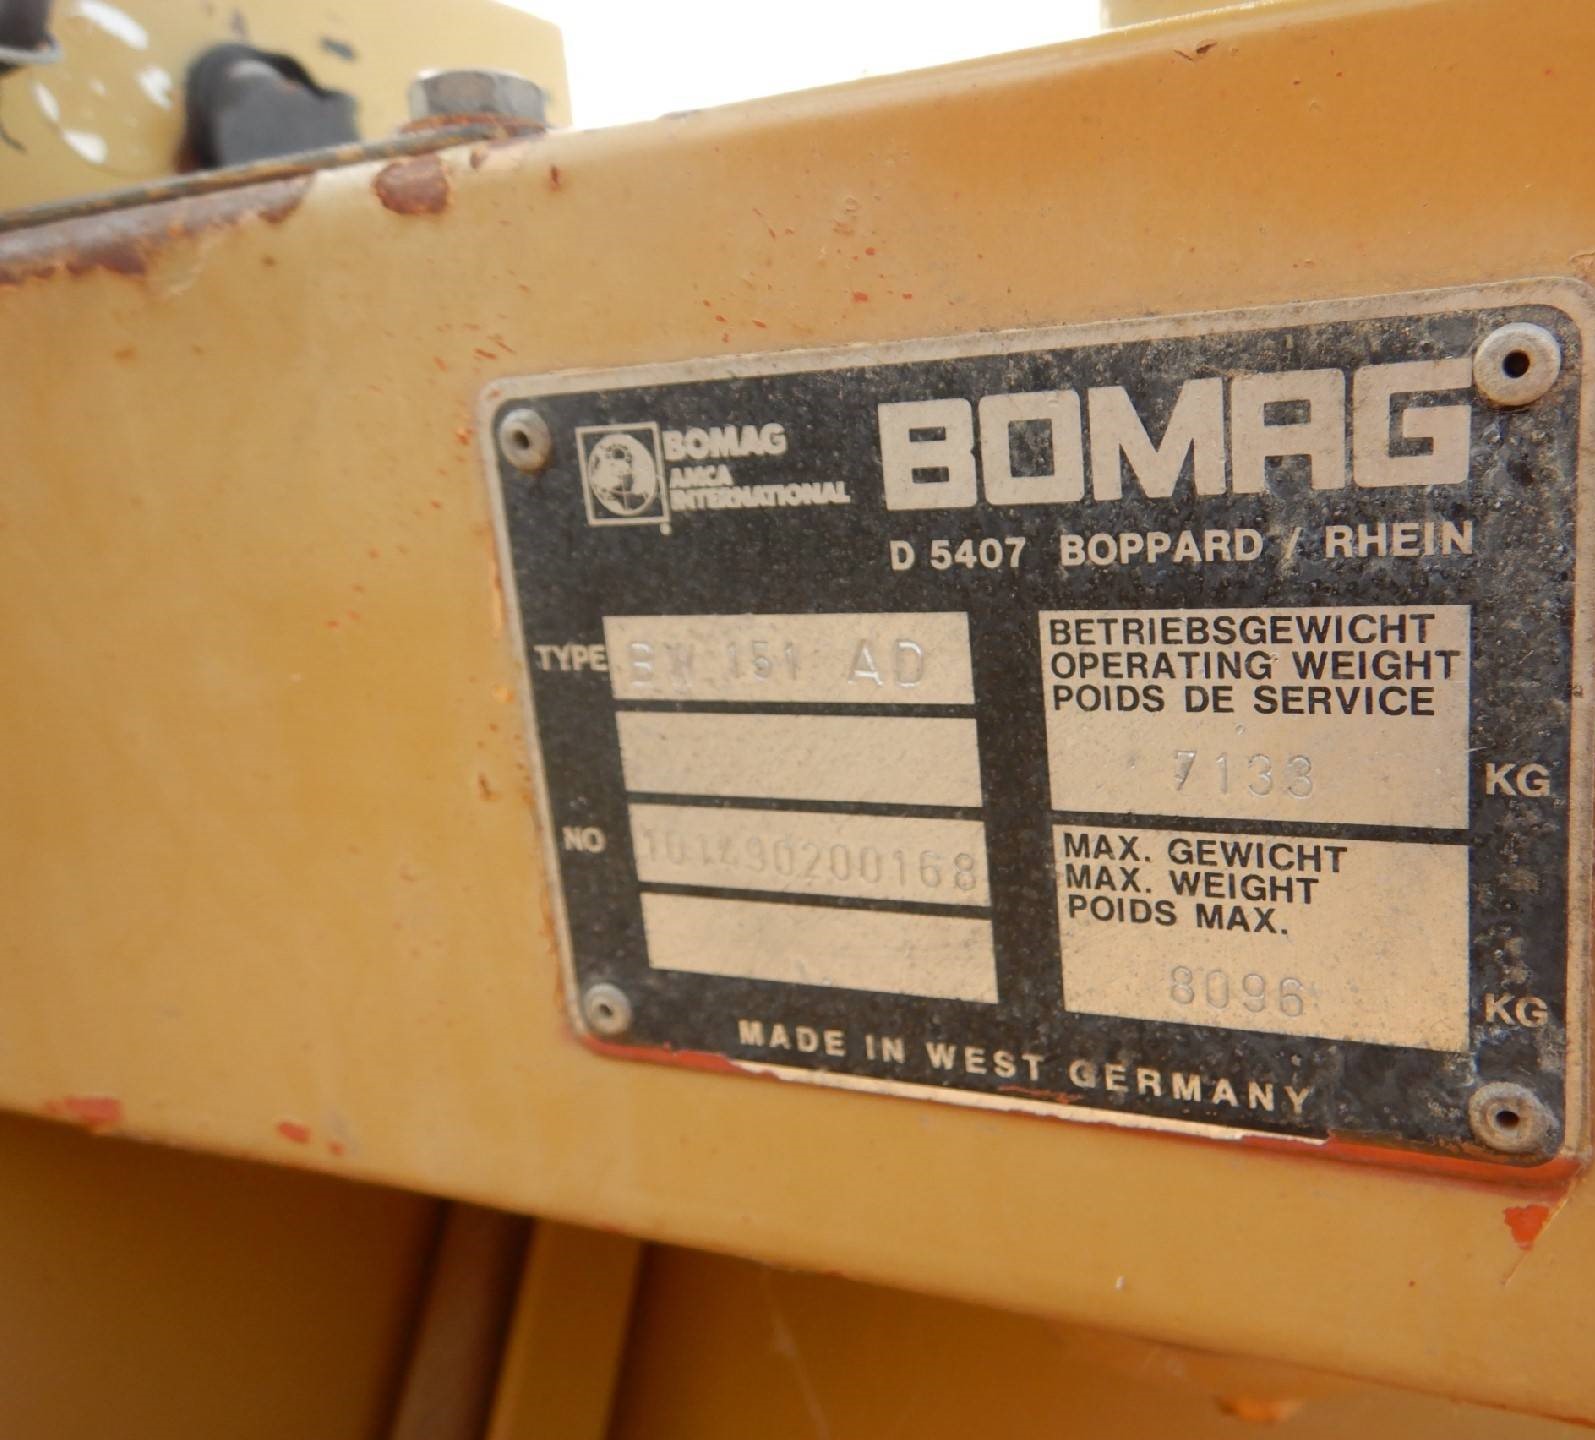 BOMAG
AMCA
INTERNATIONAL
BOMAG
D 5407 BOPPARD / RHEIN
TYPE BW 151 AD
NO 101490200168
BETRIEBSGEWICHT
OPERATING WEIGHT
POIDS DE SERVICE
7133 KG
MAX. GEWICHT
MAX. WEIGHT
POIDS MAX.
8096 KG
MADE IN WEST GERMANY